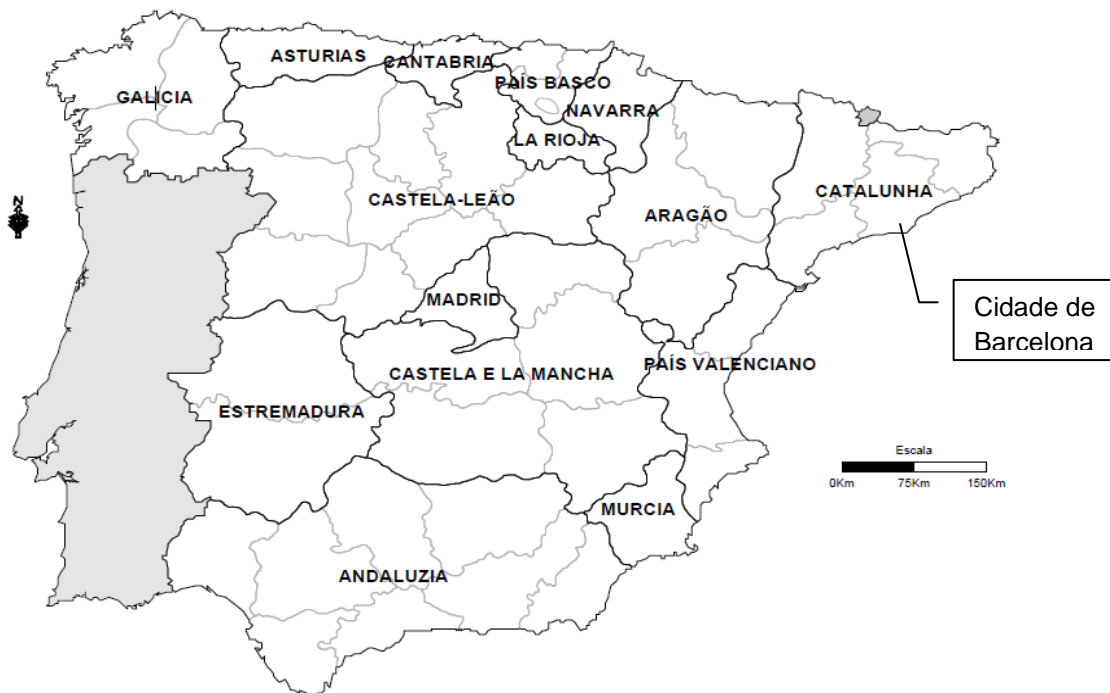 ASTURIAS
CANTABRIA
PAÍS BASCO
GALÍCIA
NAVARRA
LA RIOJA
CATALUNHA
CASTELA-LEÃO
N
ARAGÃO
MADRID
Cidade de
Barcelona
PAÍS VALENCIANO
CASTELA E LA MANCHA
ESTREMADURA
Escala
0Km 75Km 150Km
MURCIA
ANDALUZIA